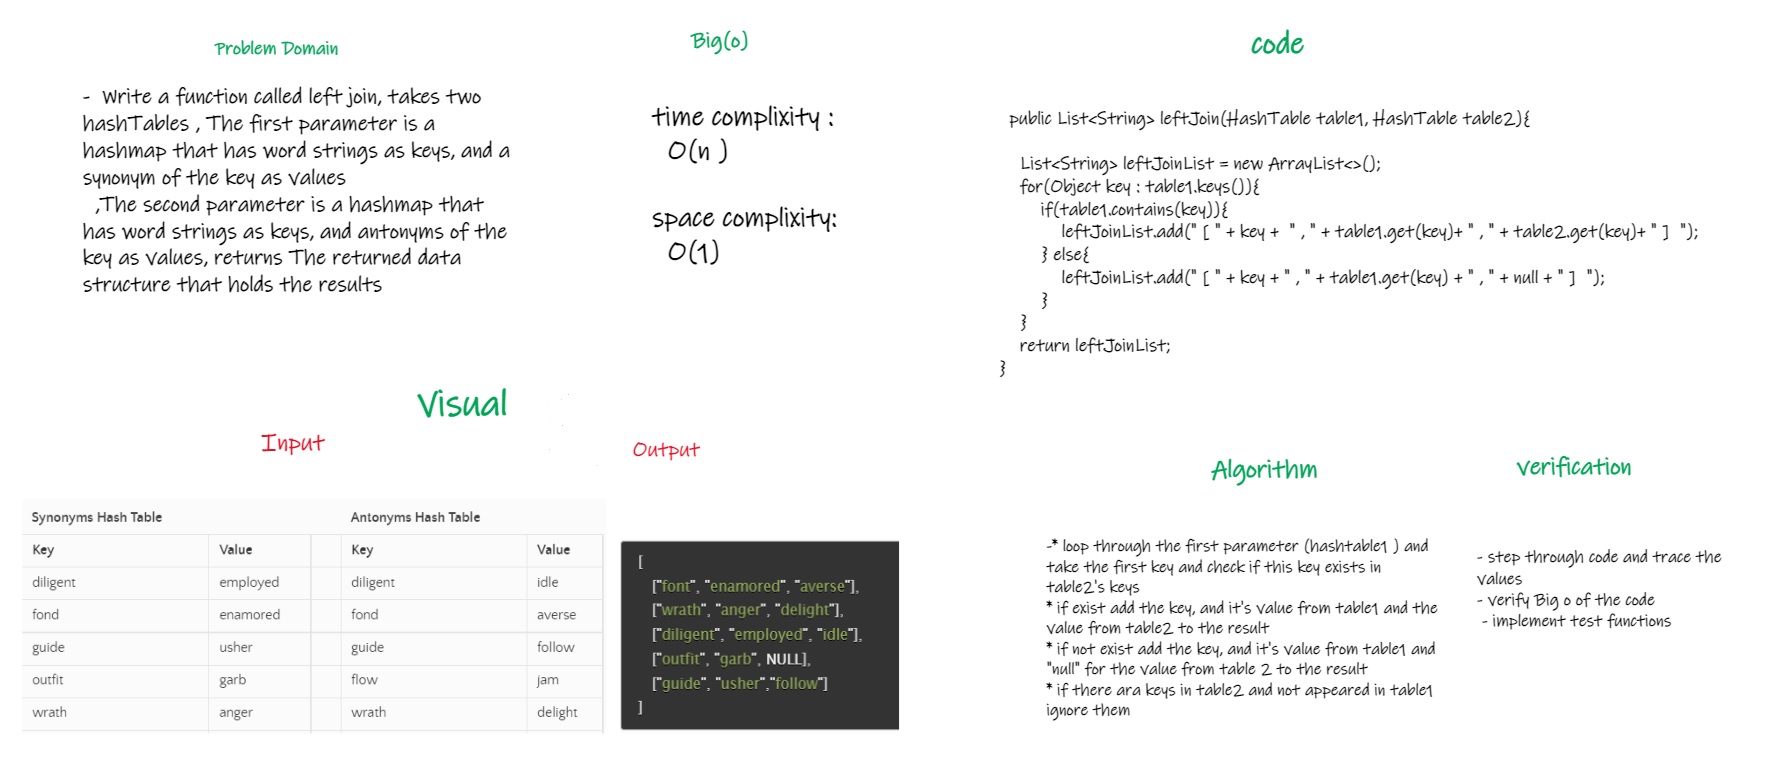 Problem Domain
- Write a function called left join, takes two
hashTables , The first parameter is a
hashmap that has word strings as keys, and a
synonym of the key as values
,The second parameter is a hashmap that
has word strings as keys, and antonyms of the
key as values, returns The returned data
structure that holds the results
Big(o)
time complixity :
O(n )
space complixity:
O(1)
code
public List<String> leftJoin(HashTable table1, HashTable table2){
List<String> leftJoinList = new ArrayList<>();
for(Object key : table1.keys()){
if(table1.contains(key)){
leftJoinList.add(" [ " + key + " , " + table1.get(key)+ " , " + table2.get(key)+ " ] ");
} else{
leftJoinList.add(" [ " + key + " , " + table1.get(key) + " , " + null + " ] ");
}
}
return leftJoinList;
}
Visual
Input
Synonyms Hash Table Antonyms Hash Table
Key Value Key Value
diligent employed diligent idle
fond enamored fond averse
guide usher guide follow
outfit garb flow jam
wrath anger wrath delight
Output
[
["font", "enamored", "averse"],
["wrath", "anger", "delight"],
["diligent", "employed", "idle"],
["outfit", "garb", NULL],
["guide", "usher","follow"]
]
Algorithm
-* loop through the first parameter (hashtable1 ) and
take the first key and check if this key exists in
table2's keys
* if exist add the key, and it's value from table1 and the
value from table2 to the result
* if not exist add the key, and it's value from table1 and
"null" for the value from table 2 to the result
* if there ara keys in table2 and not appeared in table1
ignore them
verification
- step through code and trace the
values
- verify Big o of the code
- implement test functions